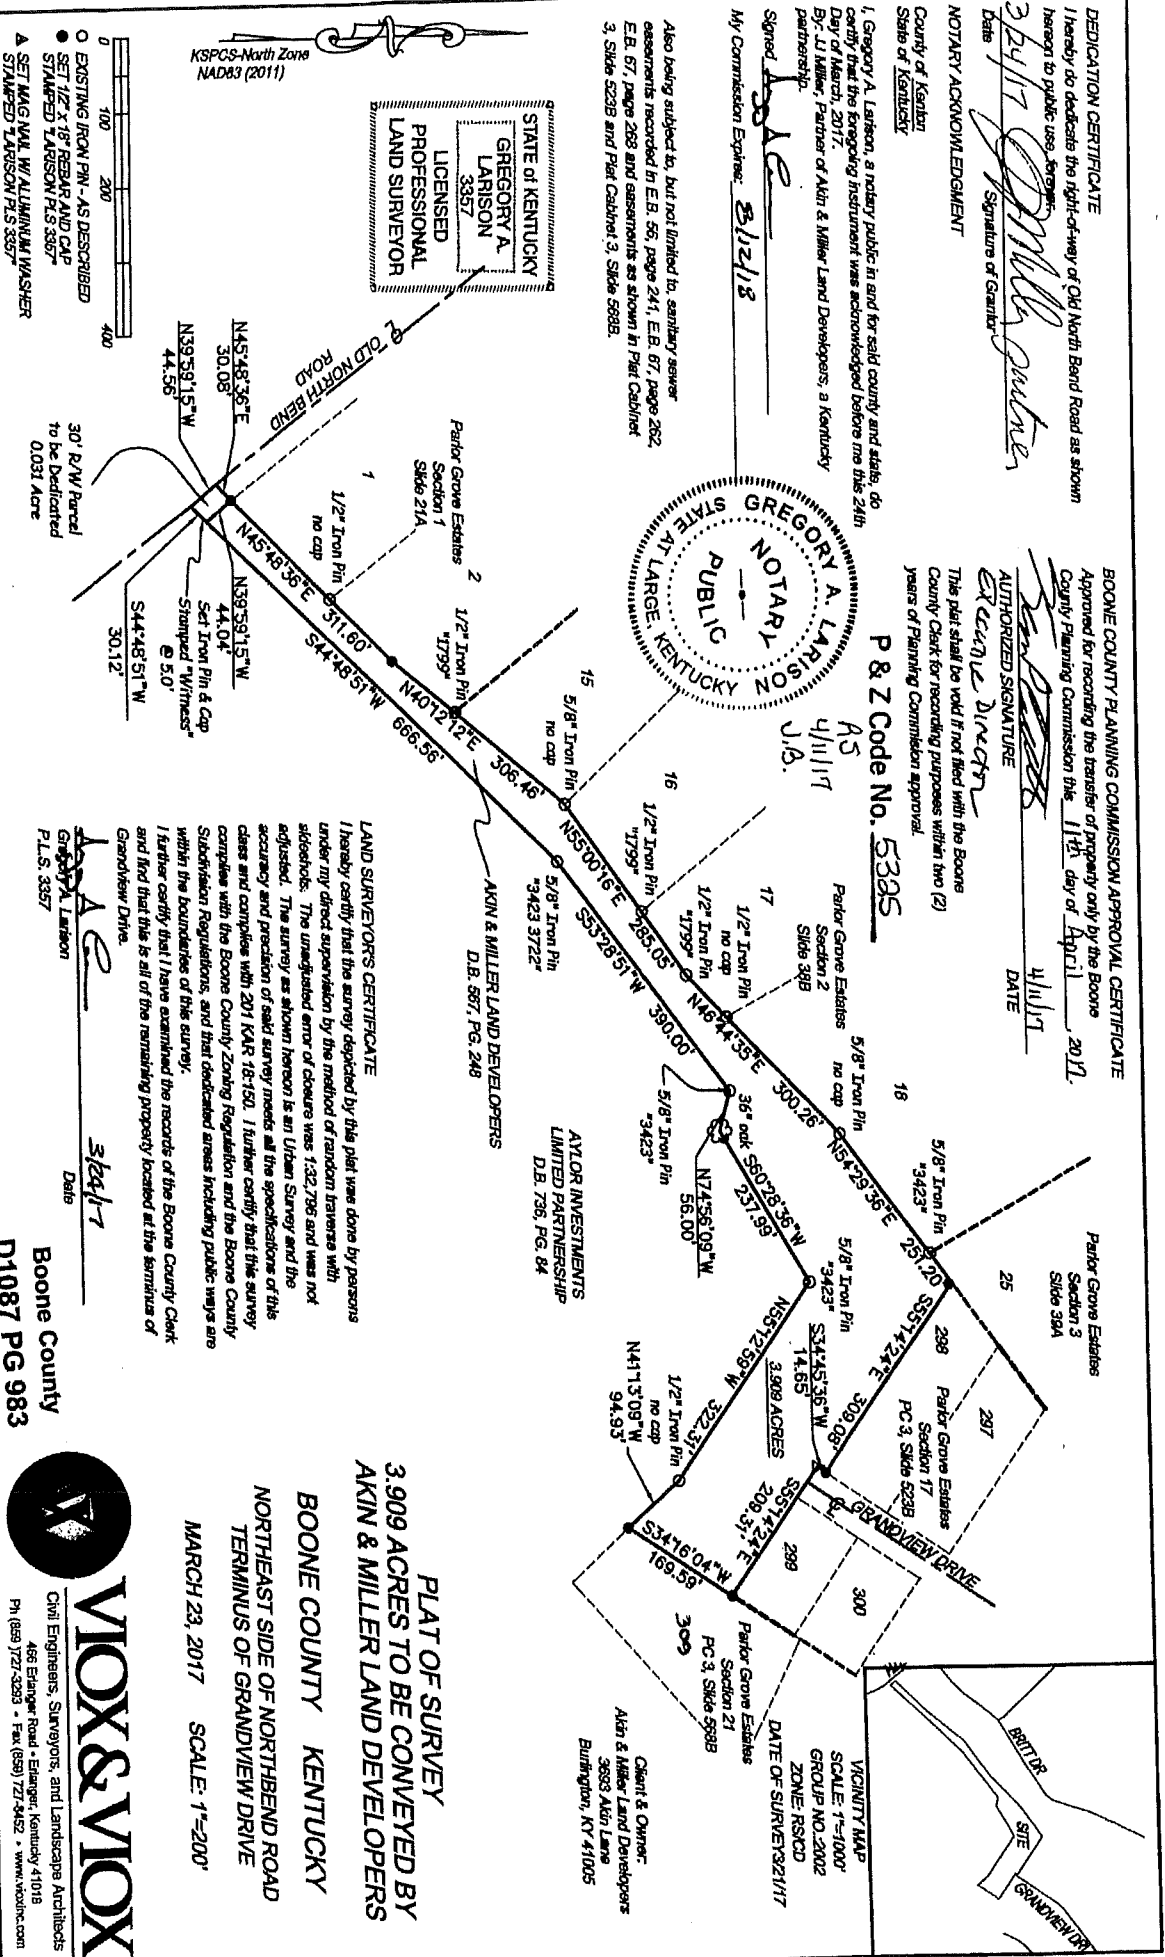 DEDICATION CERTIFICATE
I hereby do dedicate the right-of-way of Old North Bend Road as shown
hereon to public use forever.
3/24/17
Date
Signature of Grantor
NOTARY ACKNOWLEDGMENT
County of Kenton
State of Kentucky
I, Gregory A. Larison, a notary public in and for said county and state, do
certify that the foregoing instrument was acknowledged before me this 24th
Day of March, 2017.
By: JJ Miller, Partner of Akin & Miller Land Developers, a Kentucky
partnership.
Signed
My Commission Expires: 8/12/18
Also being subject to, but not limited to, sanitary sewer
easements recorded in E.B. 56, page 241, E.B. 67, page 262,
E.B. 67, page 268 and easements as shown in Plat Cabinet
3, Slide 523B and Plat Cabinet 3, Slide 568B.
GREGORY A. LARISON
NOTARY
PUBLIC
STATE AT LARGE, KENTUCKY
BOONE COUNTY PLANNING COMMISSION APPROVAL CERTIFICATE
Approved for recording the transfer of property only by the Boone
County Planning Commission this 11th day of April, 2017.
4/11/17
AUTHORIZED SIGNATURE
DATE
Executive Director
This plat shall be void if not filed with the Boone
County Clerk for recording purposes within two (2)
years of Planning Commission approval.
P & Z Code No. 5325
RS
4/11/17
J.B.
KSPCS-North Zone
NAD83 (2011)
STATE of KENTUCKY
GREGORY A.
LARISON
3357
LICENSED
PROFESSIONAL
LAND SURVEYOR
0 100 200 400
O EXISTING IRON PIN - AS DESCRIBED
● SET 1/2" x 18" REBAR AND CAP
STAMPED "LARISON PLS 3357"
▲ SET MAG NAIL W/ ALUMINUM WASHER
STAMPED "LARISON PLS 3357"
OLD NORTH BEND
ROAD
N45°48'36"E
30.08'
N39°59'15"W
44.56'
30' R/W Parcel
to be Dedicated
0.031 Acre
Parlor Grove Estates
Section 1
Slide 21A
1
2
1/2" Iron Pin
no cap
N45°48'36"E 311.60'
N39°59'15"W
44.04'
Set Iron Pin & Cap
Stamped "Witness"
@ 5.0'
S44°48'51"W
30.12'
S44°48'51"W 666.56'
1/2" Iron Pin
"1799"
N40°12'12"E 306.46'
15
5/8" Iron Pin
no cap
16
N55°00'16"E 285.05'
1/2" Iron Pin
"1799"
17
1/2" Iron Pin
"1799"
1/2" Iron Pin
no cap
Parlor Grove Estates
Section 2
Slide 38B
N46°44'35"E 300.26'
5/8" Iron Pin
no cap
18
N54°29'36"E 251.20
5/8" Iron Pin
"3423"
Parlor Grove Estates
Section 3
Slide 39A
25
5/8" Iron Pin
"3423 3722"
S53°28'51"W 390.00'
AKIN & MILLER LAND DEVELOPERS
D.B. 567, PG. 248
5/8" Iron Pin
"3423"
36" oak
N74°56'09"W
56.00'
S60°28'36"W
237.99'
AYLOR INVESTMENTS
LIMITED PARTNERSHIP
D.B. 736, PG. 84
5/8" Iron Pin
"3423"
N55°12'59"W 322.31'
1/2" Iron Pin
no cap
N41°13'09"W
94.93'
S34°45'36"W
14.65'
3.909 ACRES
S55°14'24"E 309.08'
298
297
Parlor Grove Estates
Section 17
PC 3, Slide 523B
GRANDVIEW DRIVE
S55°14'24"E
209.31'
299
300
S34°16'04"W
169.59'
Parlor Grove Estates
Section 21
PC 3, Slide 568B
309
BRITT DR
SITE
GRANDVIEW DR
VICINITY MAP
SCALE: 1"=1000'
GROUP NO. 2002
ZONE: RS/CD
DATE OF SURVEY 3/21/17
Client & Owner:
Akin & Miller Land Developers
3693 Akin Lane
Burlington, KY 41005
LAND SURVEYOR'S CERTIFICATE
I hereby certify that the survey depicted by this plat was done by persons
under my direct supervision by the method of random traverse with
sideshots. The unadjusted error of closure was 1:32,796 and was not
adjusted. The survey as shown hereon is an Urban Survey and the
accuracy and precision of said survey meets all the specifications of this
class and complies with 201 KAR 18:150. I further certify that this survey
complies with the Boone County Zoning Regulation and the Boone County
Subdivision Regulations, and that dedicated areas including public ways are
within the boundaries of this survey.
I further certify that I have examined the records of the Boone County Clerk
and find that this is all of the remaining property located at the terminus of
Grandview Drive.
3/24/17
Gregory A. Larison
P.L.S. 3357
Date
Boone County
D1087 PG 983
PLAT OF SURVEY
3.909 ACRES TO BE CONVEYED BY
AKIN & MILLER LAND DEVELOPERS
BOONE COUNTY KENTUCKY
NORTHEAST SIDE OF NORTHBEND ROAD
TERMINUS OF GRANDVIEW DRIVE
MARCH 23, 2017 SCALE: 1"=200'
VIOX & VIOX
Civil Engineers, Surveyors, and Landscape Architects
466 Erlanger Road • Erlanger, Kentucky 41018
Ph (859) 727-3293 • Fax (859) 727-8452 • www.vioxinc.com